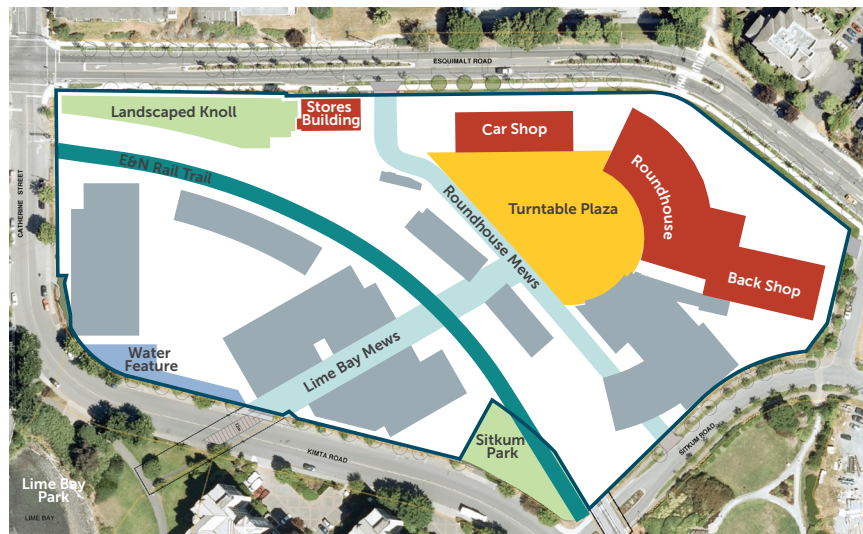 ESQUIMALT ROAD
Landscaped Knoll
Stores
Building
Car Shop
E&N Rail Trail
Roundhouse
CATHERINE STREET
Roundhouse Mews
Turntable Plaza
Back Shop
Water
Feature
Lime Bay Mews
Sitkum
Park
KIMTA ROAD
SITKUM ROAD
Lime Bay
Park
LIME BAY